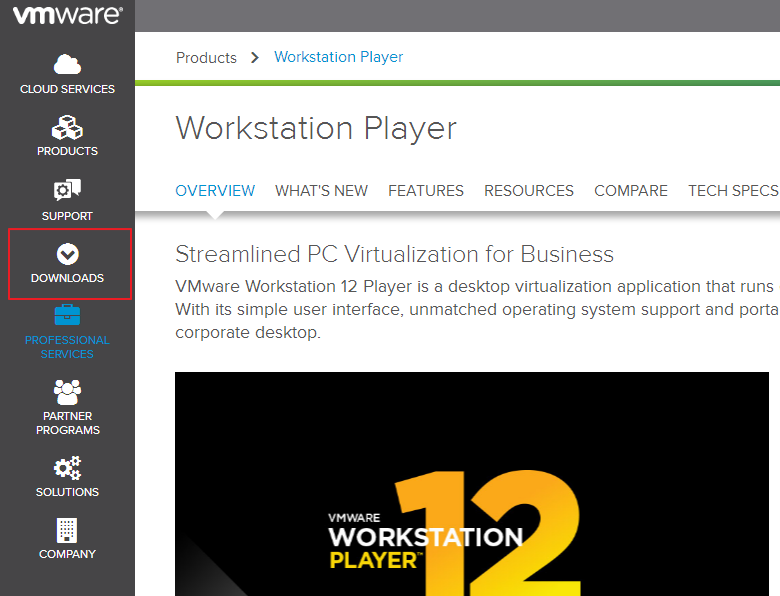 vmware®
CLOUD SERVICES
PRODUCTS
SUPPORT
DOWNLOADS
PROFESSIONAL
SERVICES
PARTNER
PROGRAMS
SOLUTIONS
COMPANY
Products > Workstation Player
Workstation Player
OVERVIEW WHAT'S NEW FEATURES RESOURCES COMPARE TECH SPECS
Streamlined PC Virtualization for Business
VMware Workstation 12 Player is a desktop virtualization application that runs
With its simple user interface, unmatched operating system support and porta
corporate desktop.
12
VMWARE
WORKSTATION
PLAYER™